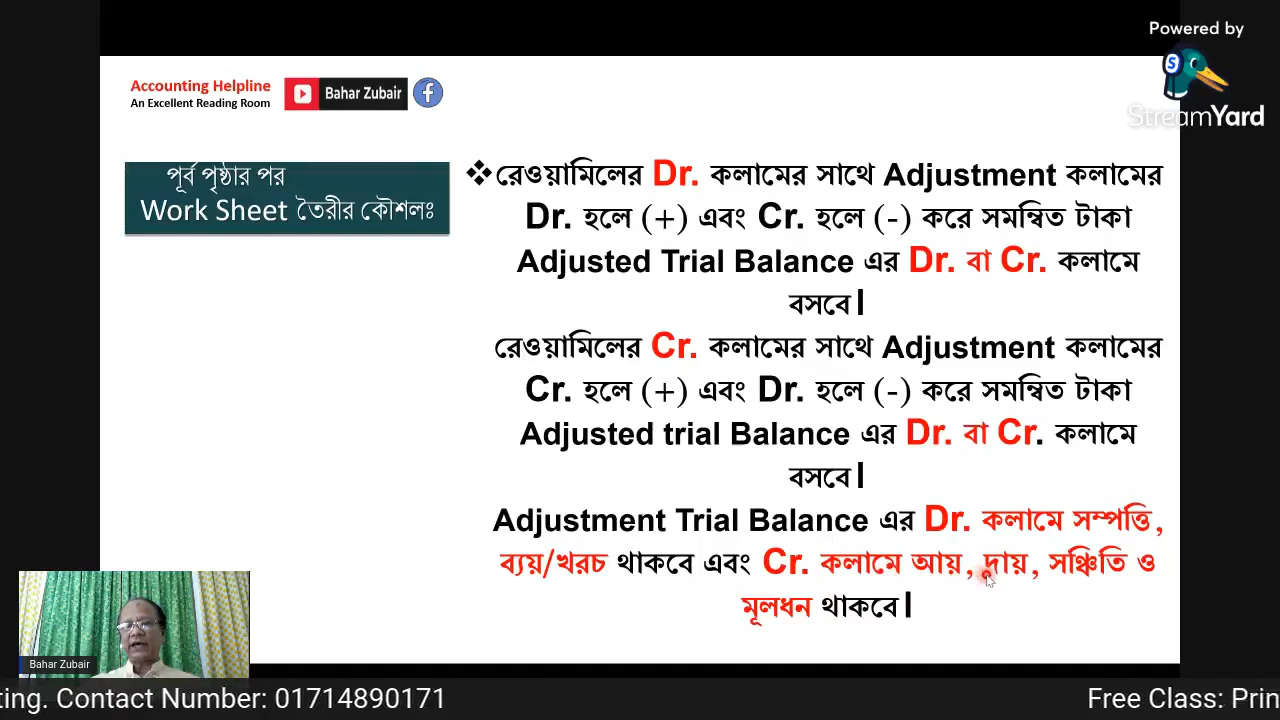 Powered by
StreamYard
Accounting Helpline
An Excellent Reading Room
Bahar Zubair
পূর্ব পৃষ্ঠার পর
Work Sheet তৈরীর কৌশলঃ
❖রেওয়ামিলের Dr. কলামের সাথে Adjustment কলামের
Dr. হলে (+) এবং Cr. হলে (-) করে সমন্বিত টাকা
Adjusted Trial Balance এর Dr. বা Cr. কলামে
বসবে।
রেওয়ামিলের Cr. কলামের সাথে Adjustment কলামের
Cr. হলে (+) এবং Dr. হলে (-) করে সমন্বিত টাকা
Adjusted trial Balance এর Dr. বা Cr. কলামে
বসবে।
Adjustment Trial Balance এর Dr. কলামে সম্পত্তি,
ব্যয়/খরচ থাকবে এবং Cr. কলামে আয়, দায়, সঞ্চিতি ও
মূলধন থাকবে।
Bahar Zubair
ting. Contact Number: 01714890171
Free Class: Prin